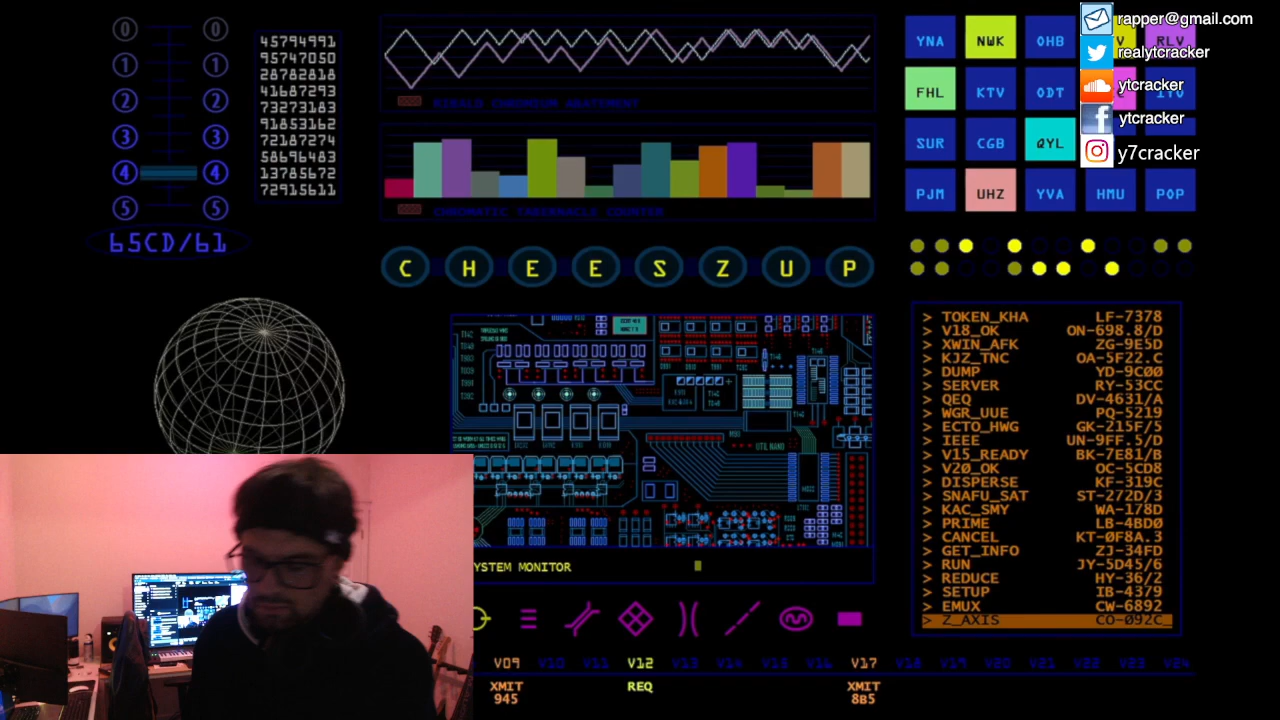 0 0
1 1
2 2
3 3
4 4
5 5
65CD/61
45794991
95747050
28782818
41687293
73273183
91853162
72187274
58696483
13785672
72915611
CHROMATIC TABERNACLE COUNTER
YNA NWK OHB RLV
FHL KTV ODT
SUR CGB QYL
PJM UHZ YVA HMU POP
rapper@gmail.com
realytcracker
ytcracker
ytcracker
y7cracker
C H E E S Z U P
UTIL NANO
YSTEM MONITOR
> TOKEN_KHA LF-7378
> V18_OK ON-698.8/D
> XWIN_AFK ZG-9E5D
> KJZ_TNC OA-5F22.C
> DUMP YD-9C00
> SERVER RY-53CC
> QEQ DV-4631/A
> WGR_UUE PQ-5219
> ECTO_HWG GK-215F/5
> IEEE UN-9FF.5/D
> V15_READY BK-7E81/B
> V20_OK OC-5CD8
> DISPERSE KF-319C
> SNAFU_SAT ST-272D/3
> KAC_SMY WA-178D
> PRIME LB-4BD0
> CANCEL KT-0F8A.3
> GET_INFO ZJ-34FD
> RUN JY-5D45/6
> REDUCE HY-36/2
> SETUP IB-4379
> EMUX CW-6892
> Z_AXIS CO-092C_
V09 V10 V11 V12 V13 V14 V15 V16 V17 V18 V19 V20 V21 V22 V23 V24
XMIT REQ XMIT
945 8b5